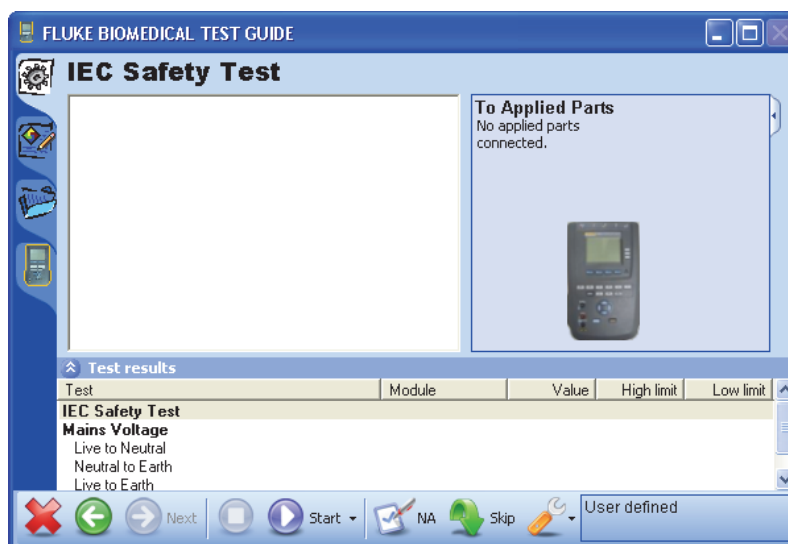 FLUKE BIOMEDICAL TEST GUIDE
IEC Safety Test
To Applied Parts
No applied parts
connected.
Test results
Test Module Value High limit Low limit
IEC Safety Test
Mains Voltage
Live to Neutral
Neutral to Earth
Live to Earth
Next Start NA Skip User defined